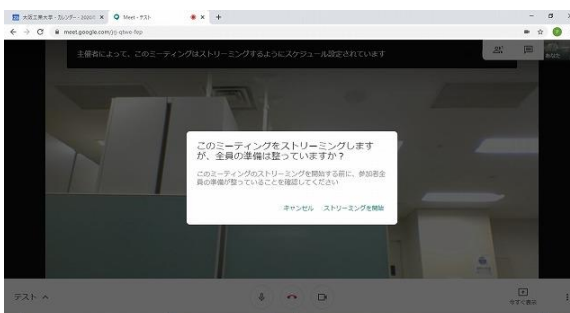 大阪工業大学 - カレンダー - 2020年
Meet - テスト
meet.google.com/jrj-qtwe-fep
主催者によって、このミーティングはストリーミングするようにスケジュール設定されています
あなた
このミーティングをストリーミングします
が、全員の準備は整っていますか？
このミーティングのストリーミングを開始する前に、参加者全
員の準備が整っていることを確認してください
キャンセル ストリーミングを開始
テスト
今すぐ表示